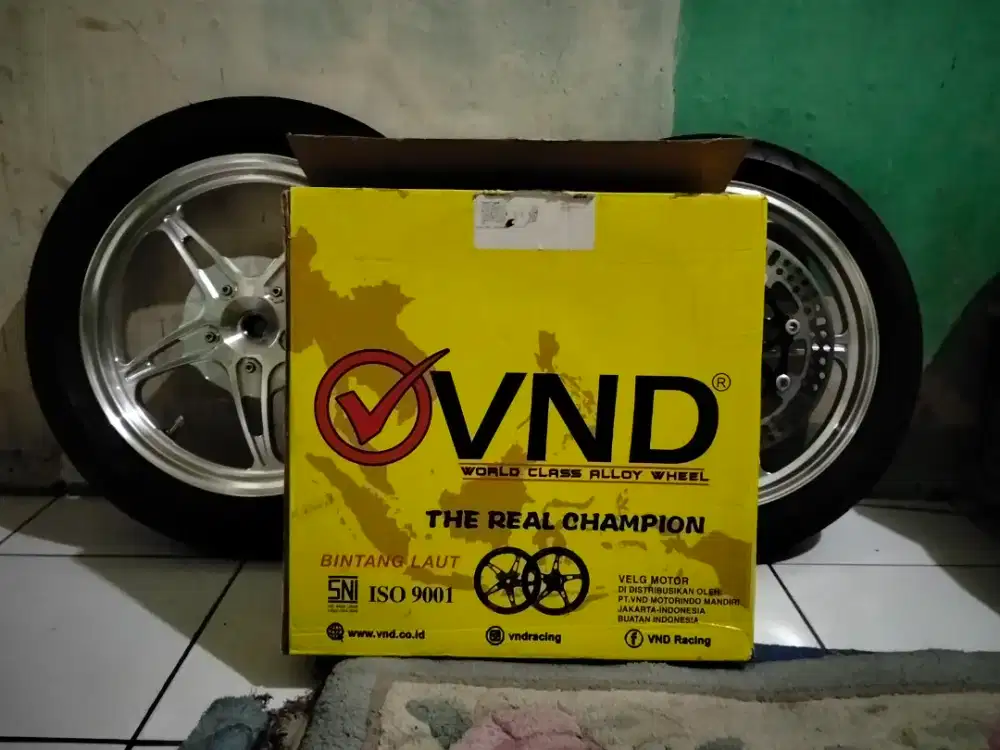 VND®
WORLD CLASS ALLOY WHEEL
THE REAL CHAMPION
BINTANG LAUT
SNI
ISO 9001
VELG MOTOR
DI DISTRIBUSIKAN OLEH:
PT.VND MOTORINDO MANDIRI
JAKARTA-INDONESIA
BUATAN INDONESIA
www.vnd.co.id
vndracing
VND Racing